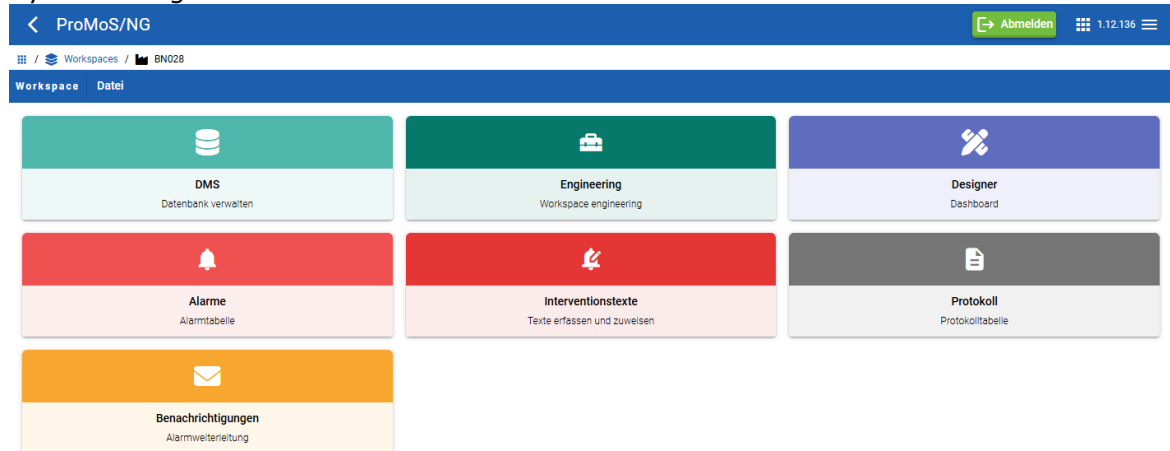 ProMoS/NG
Abmelden
1.12.136
/ Workspaces / BN028
Workspace Datei
DMS
Datenbank verwalten
Engineering
Workspace engineering
Designer
Dashboard
Alarme
Alarmtabelle
Interventionstexte
Texte erfassen und zuweisen
Protokoll
Protokolltabelle
Benachrichtigungen
Alarmweiterleitung